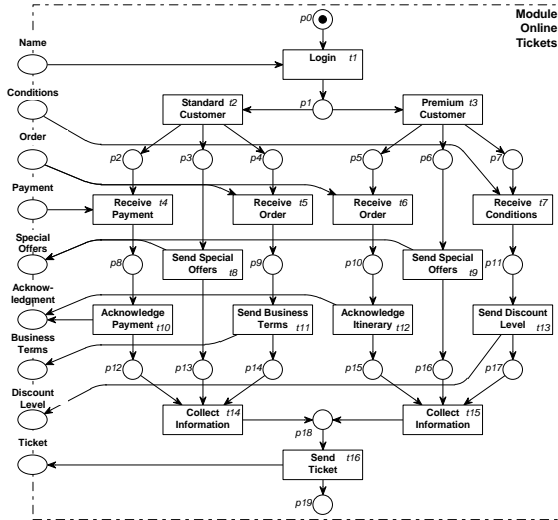 p0
Module
Online
Tickets
Name
Login t1
Conditions
Standard t2
Customer
p1
Premium t3
Customer
Order
p2
p3
p4
p5
p6
p7
Payment
Receive t4
Payment
Receive
Order t5
Receive
Order t6
Receive
Conditions t7
Special
Offers
p8
Send Special
Offers t8
p9
p10
Send Special
Offers t9
p11
Acknow-
ledgment
Acknowledge
Payment t10
Send Business
Terms t11
Acknowledge
Itinerary t12
Send Discount
Level t13
Business
Terms
p12
p13
p14
p15
p16
p17
Discount
Level
Collect t14
Information
p18
Collect t15
Information
Ticket
Send t16
Ticket
p19